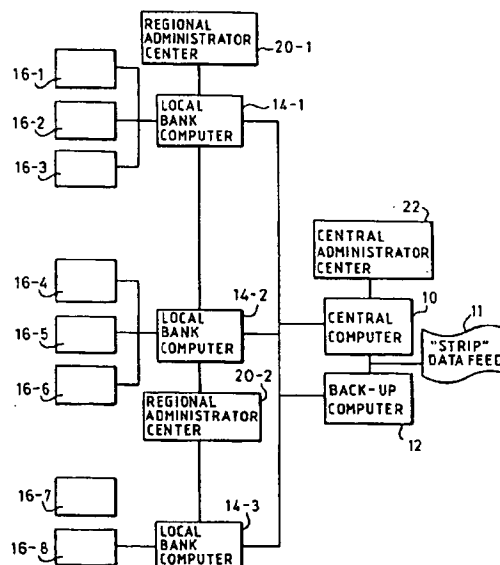 REGIONAL
ADMINISTRATOR
CENTER
20-1
16-1
16-2
16-3
LOCAL
BANK
COMPUTER
14-1
22
CENTRAL
ADMINISTRATOR
CENTER
16-4
16-5
16-6
LOCAL
BANK
COMPUTER
14-2
CENTRAL
COMPUTER
10
11
"STRIP"
DATA FEED
BACK-UP
COMPUTER
12
REGIONAL
ADMINISTRATOR
CENTER
20-2
16-7
16-8
LOCAL
BANK
COMPUTER
14-3